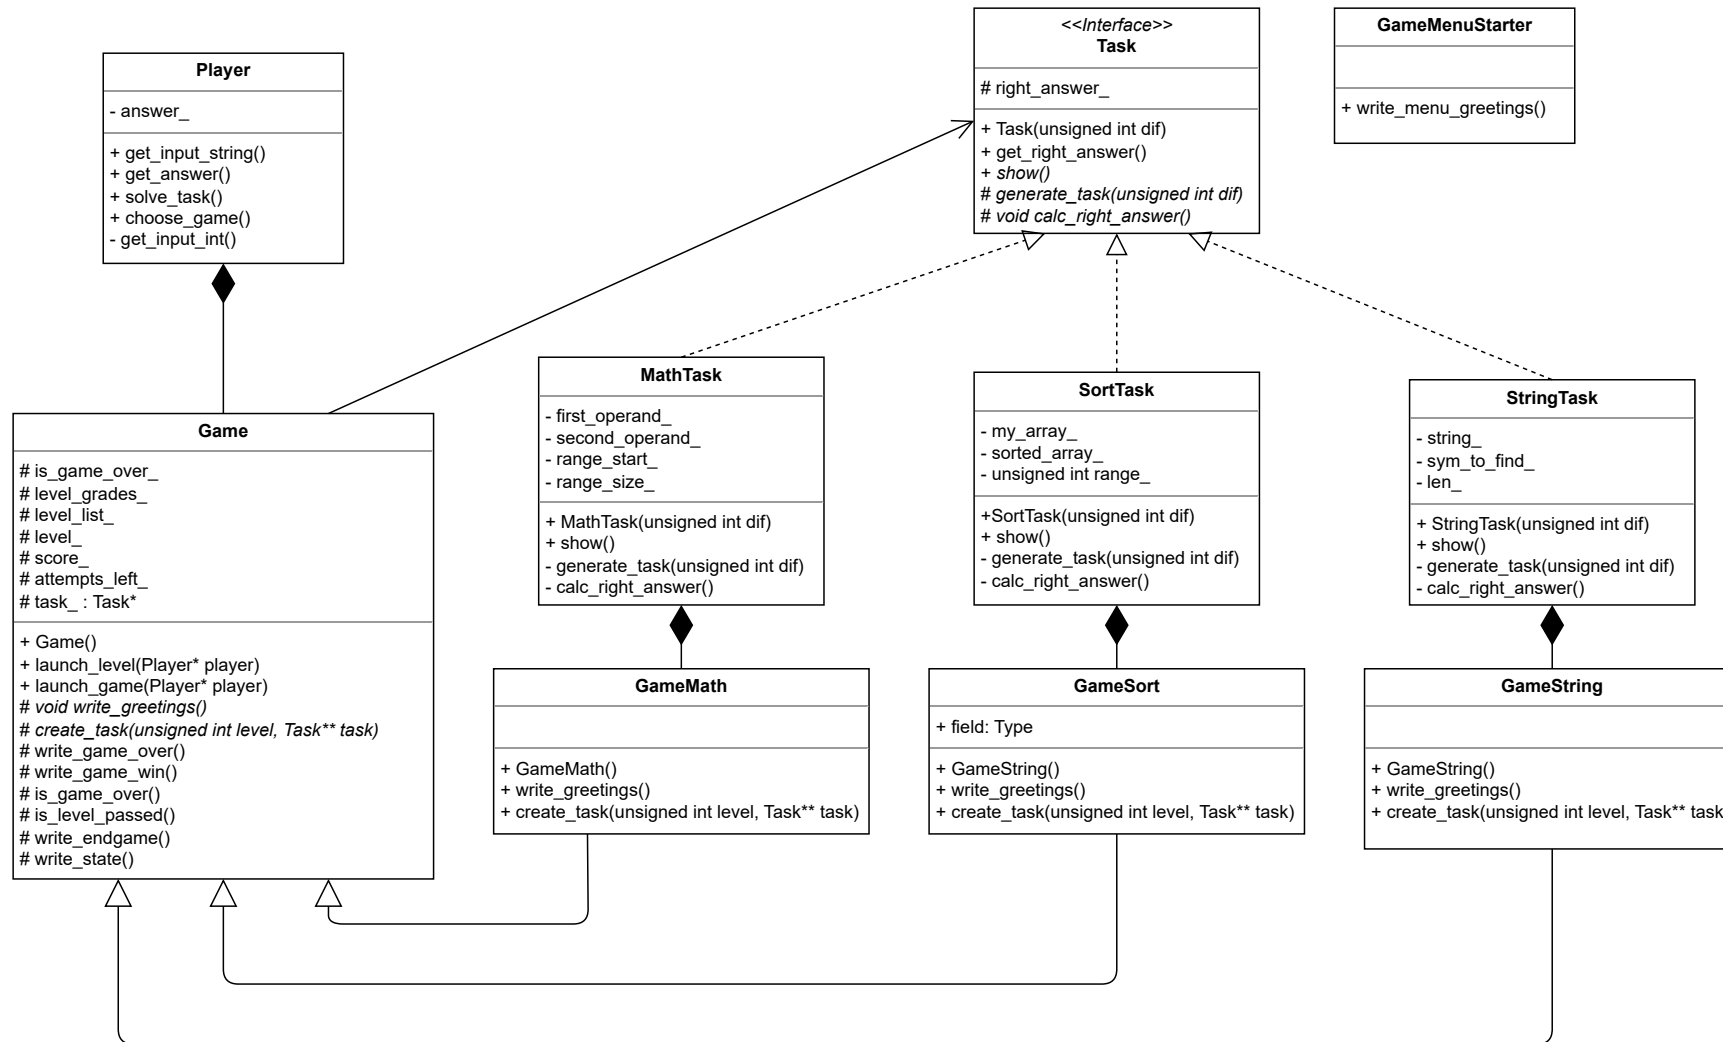 Player
- answer_
+ get_input_string()
+ get_answer()
+ solve_task()
+ choose_game()
- get_input_int()
<<Interface>>
Task
# right_answer_
+ Task(unsigned int dif)
+ get_right_answer()
+ show()
# generate_task(unsigned int dif)
# void calc_right_answer()
GameMenuStarter
+ write_menu_greetings()
Game
# is_game_over_
# level_grades_
# level_list_
# level_
# score_
# attempts_left_
# task_ : Task*
+ Game()
+ launch_level(Player* player)
+ launch_game(Player* player)
# void write_greetings()
# create_task(unsigned int level, Task** task)
# write_game_over()
# write_game_win()
# is_game_over()
# is_level_passed()
# write_endgame()
# write_state()
MathTask
- first_operand_
- second_operand_
- range_start_
- range_size_
+ MathTask(unsigned int dif)
+ show()
- generate_task(unsigned int dif)
- calc_right_answer()
SortTask
- my_array_
- sorted_array_
- unsigned int range_
+SortTask(unsigned int dif)
+ show()
- generate_task(unsigned int dif)
- calc_right_answer()
StringTask
- string_
- sym_to_find_
- len_
+ StringTask(unsigned int dif)
+ show()
- generate_task(unsigned int dif)
- calc_right_answer()
GameMath
+ GameMath()
+ write_greetings()
+ create_task(unsigned int level, Task** task)
GameSort
+ field: Type
+ GameString()
+ write_greetings()
+ create_task(unsigned int level, Task** task)
GameString
+ GameString()
+ write_greetings()
+ create_task(unsigned int level, Task** task